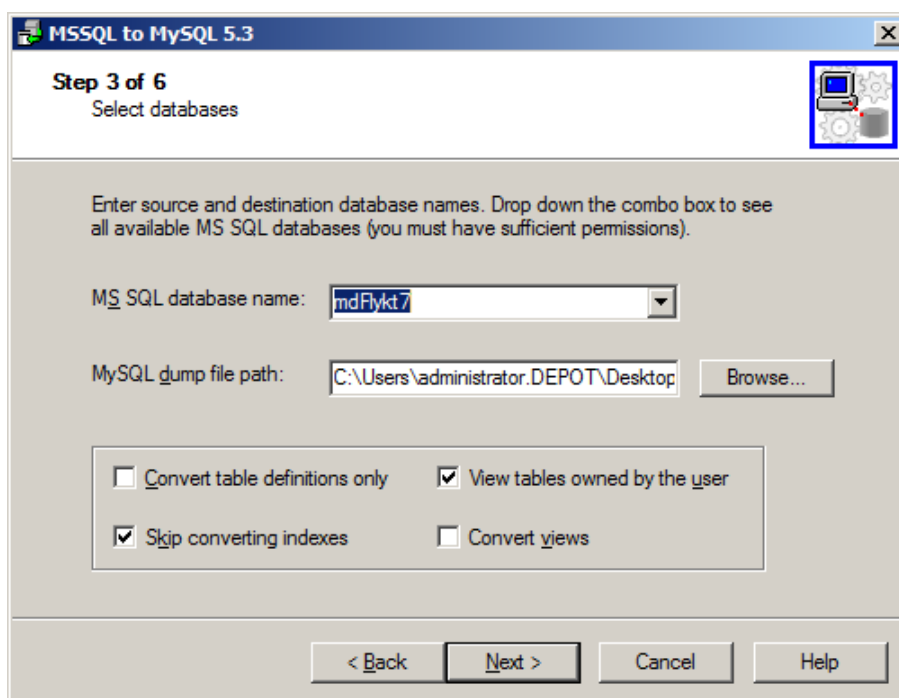 MSSQL to MySQL 5.3
Step 3 of 6
Select databases
Enter source and destination database names. Drop down the combo box to see
all available MS SQL databases (you must have sufficient permissions).
MS SQL database name: mdFlykt7
MySQL dump file path: C:\Users\administrator.DEPOT\Desktop Browse...
Convert table definitions only View tables owned by the user
Skip converting indexes Convert views
< Back Next > Cancel Help